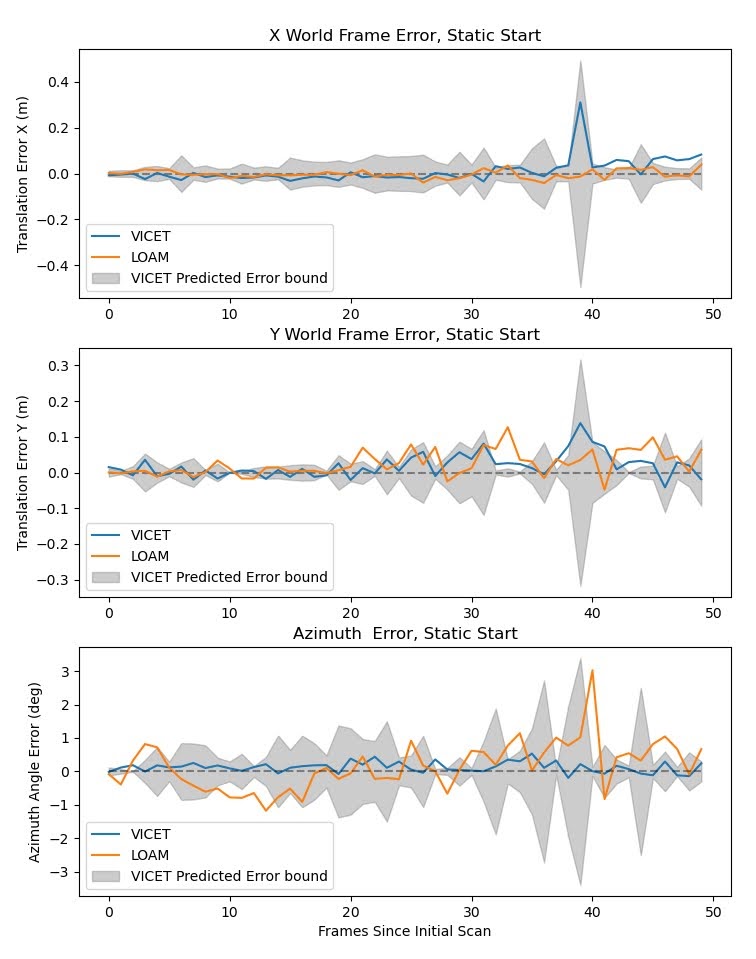 X World Frame Error, Static Start
Translation Error X (m)
0.4
0.2
0.0
−0.2
−0.4
VICET
LOAM
VICET Predicted Error bound
0 10 20 30 40 50
Y World Frame Error, Static Start
Translation Error Y (m)
0.3
0.2
0.1
0.0
−0.1
−0.2
−0.3
VICET
LOAM
VICET Predicted Error bound
0 10 20 30 40 50
Azimuth  Error, Static Start
Azimuth Angle Error (deg)
3
2
1
0
−1
−2
−3
VICET
LOAM
VICET Predicted Error bound
0 10 20 30 40 50
Frames Since Initial Scan